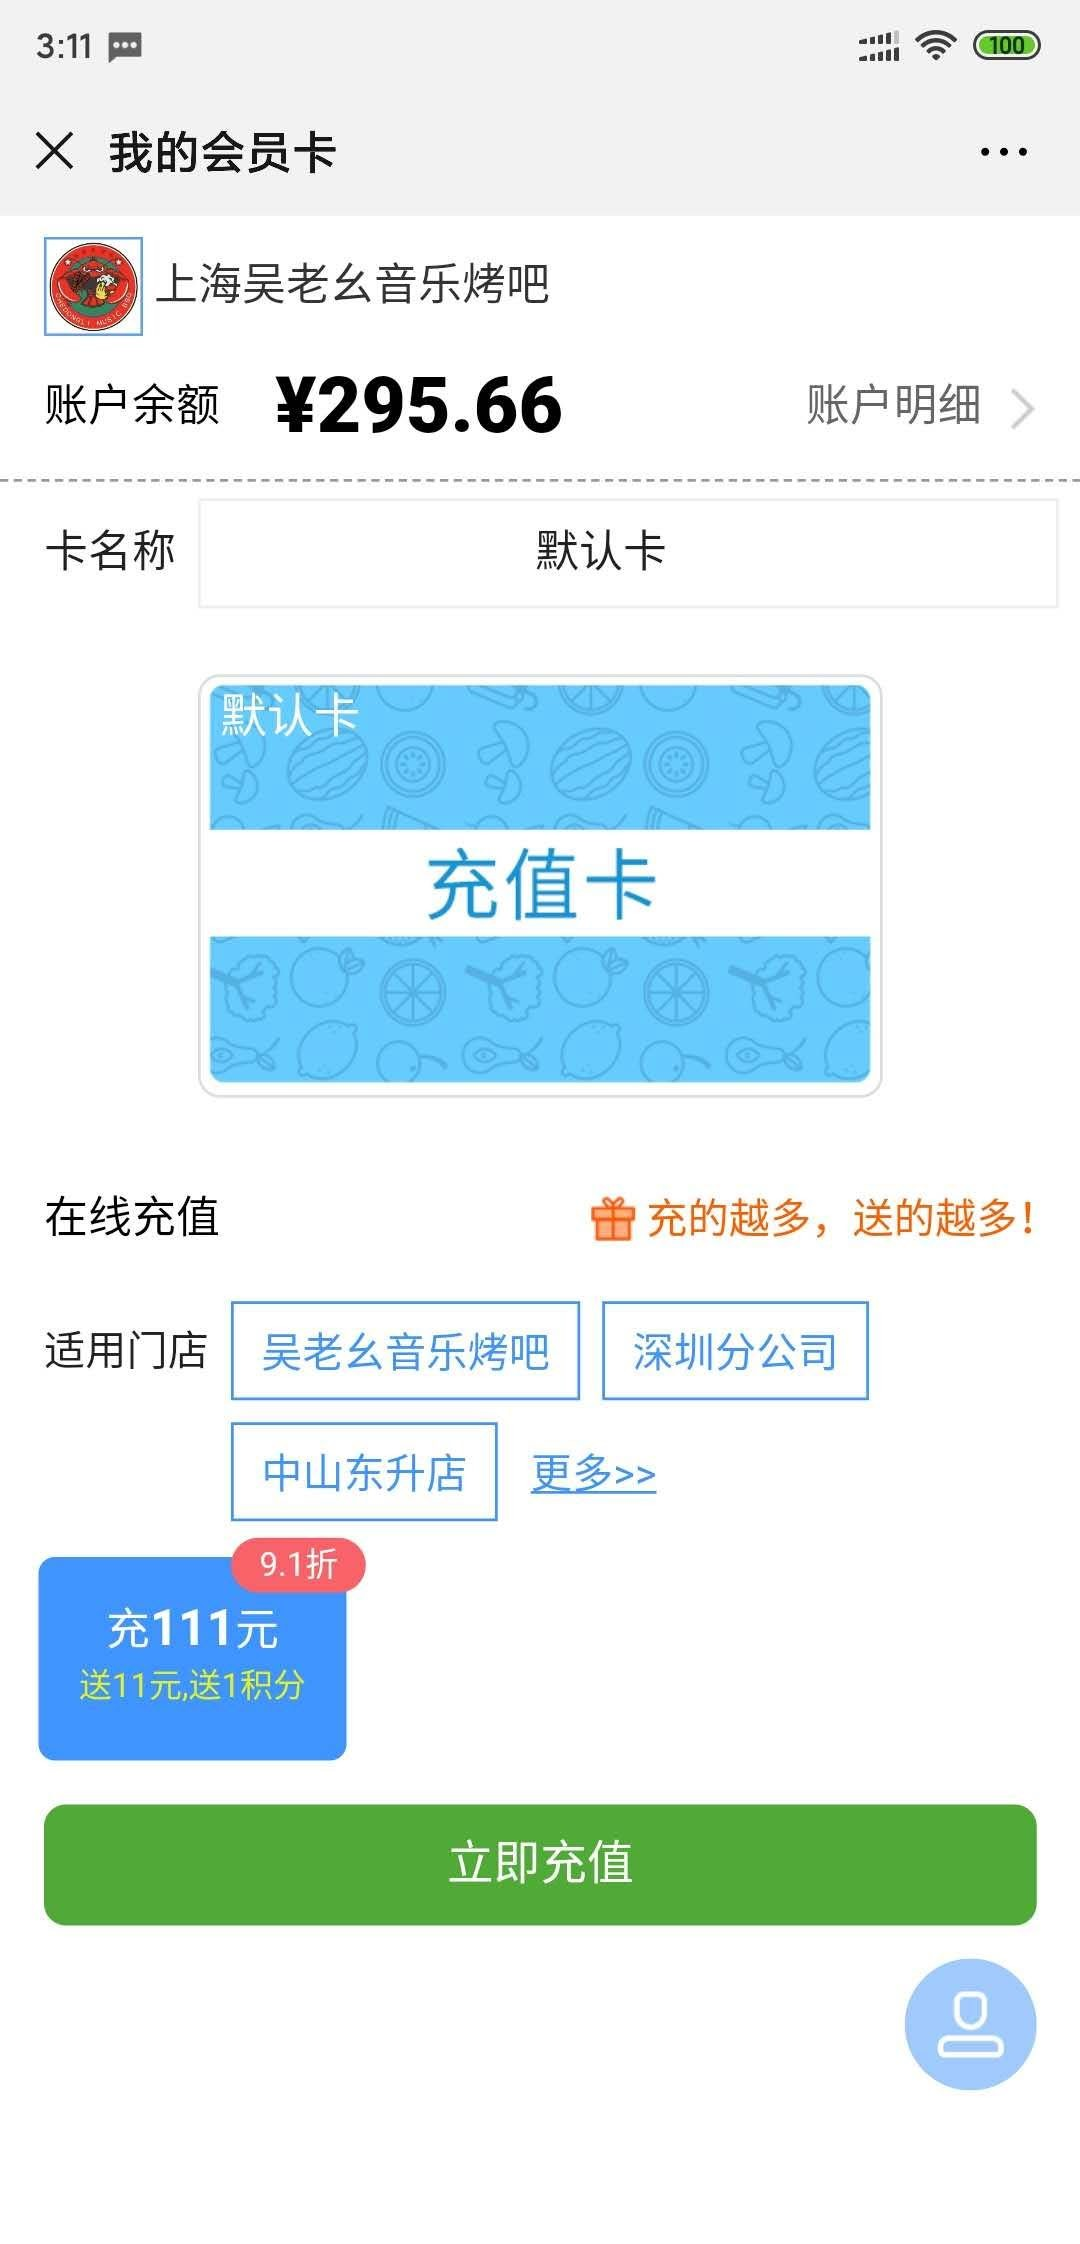 3:11
100
我的会员卡
上海吴老幺音乐烤吧
账户余额 ¥295.66 账户明细
卡名称 默认卡
默认卡
充值卡
在线充值 充的越多，送的越多！
适用门店 吴老幺音乐烤吧 深圳分公司
中山东升店 更多>>
9.1折
充111元
送11元,送1积分
立即充值